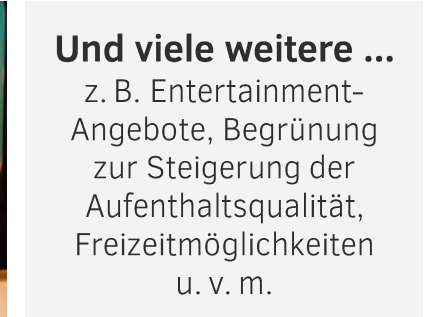 Und viele weitere ...
z. B. Entertainment-
Angebote, Begrünung
zur Steigerung der
Aufenthaltsqualität,
Freizeitmöglichkeiten
u. v. m.